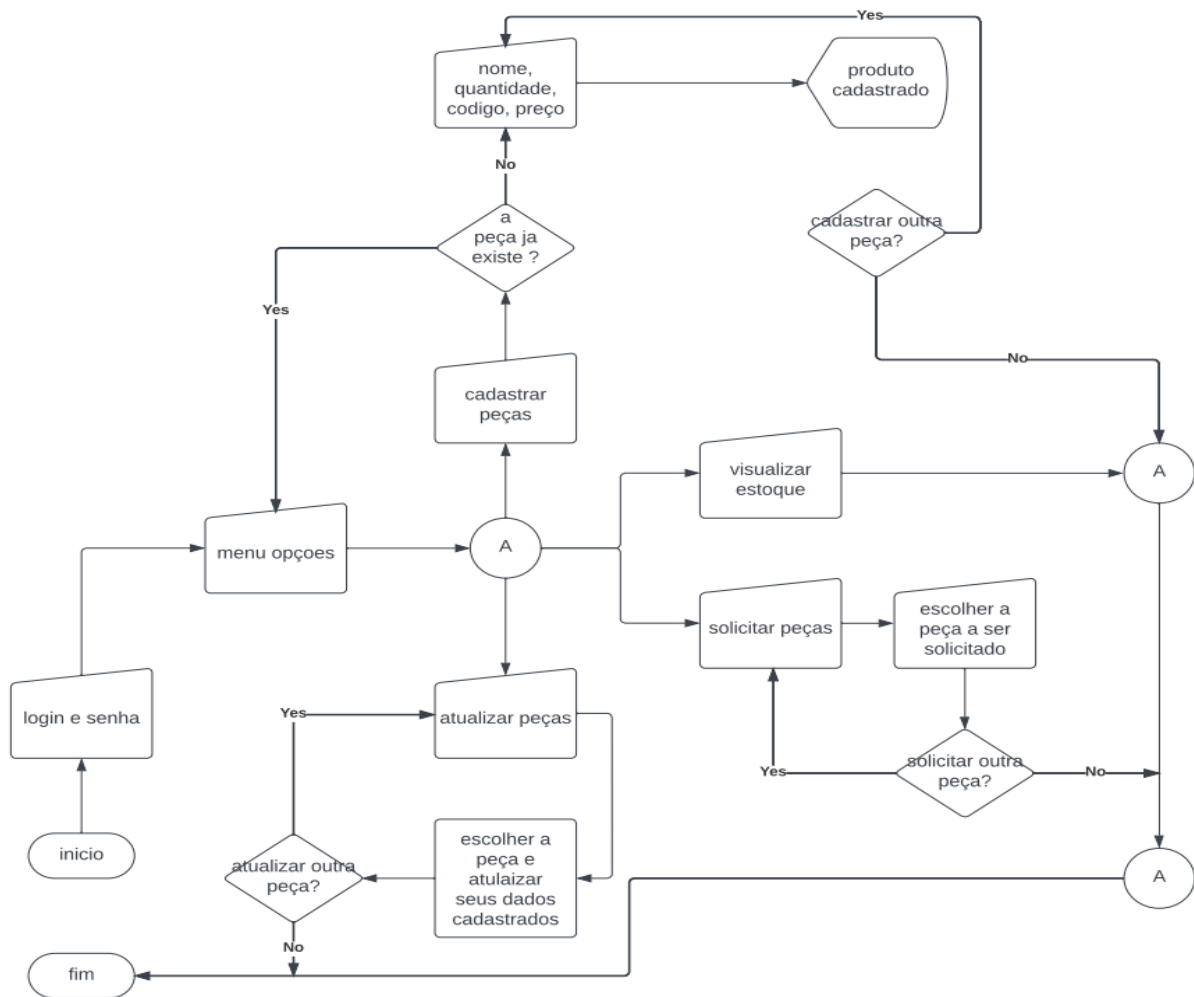 Yes
nome,
quantidade,
codigo, preço
produto
cadastrado
No
a
peça ja
existe ?
cadastrar outra
peça?
Yes
No
cadastrar
peças
visualizar
estoque
A
menu opçoes
A
solicitar peças
escolher a
peça a ser
solicitado
login e senha
Yes
atualizar peças
solicitar outra
peça?
Yes
No
inicio
atualizar outra
peça?
escolher a
peça e
atulaizar
seus dados
cadastrados
A
No
fim